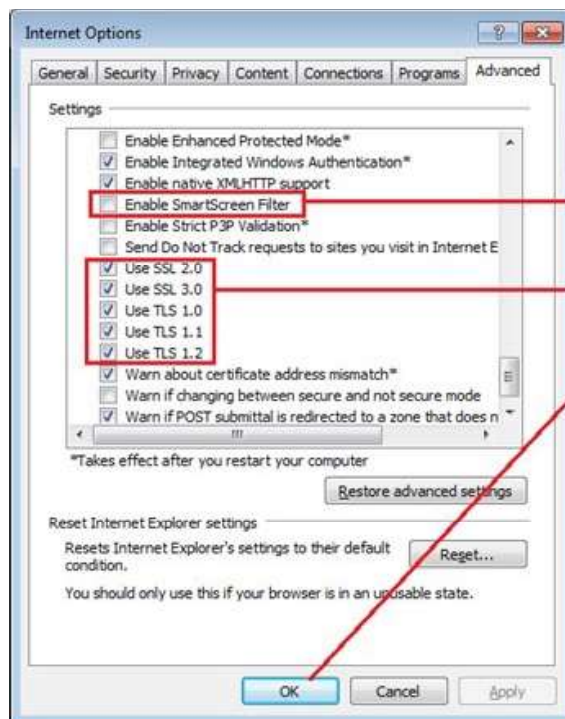 Internet Options
General Security Privacy Content Connections Programs Advanced
Settings
Enable Enhanced Protected Mode*
Enable Integrated Windows Authentication*
Enable native XMLHTTP support
Enable SmartScreen Filter
Enable Strict P3P Validation*
Send Do Not Track requests to sites you visit in Internet E
Use SSL 2.0
Use SSL 3.0
Use TLS 1.0
Use TLS 1.1
Use TLS 1.2
Warn about certificate address mismatch*
Warn if changing between secure and not secure mode
Warn if POST submittal is redirected to a zone that does n
*Takes effect after you restart your computer
Restore advanced settings
Reset Internet Explorer settings
Resets Internet Explorer's settings to their default
condition.
Reset...
You should only use this if your browser is in an unusable state.
OK Cancel Apply